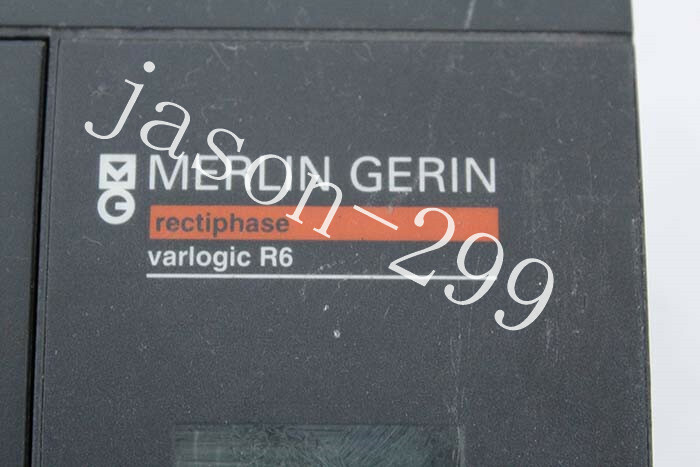 jason-299
MERLIN GERIN
rectiphase
varlogic R6